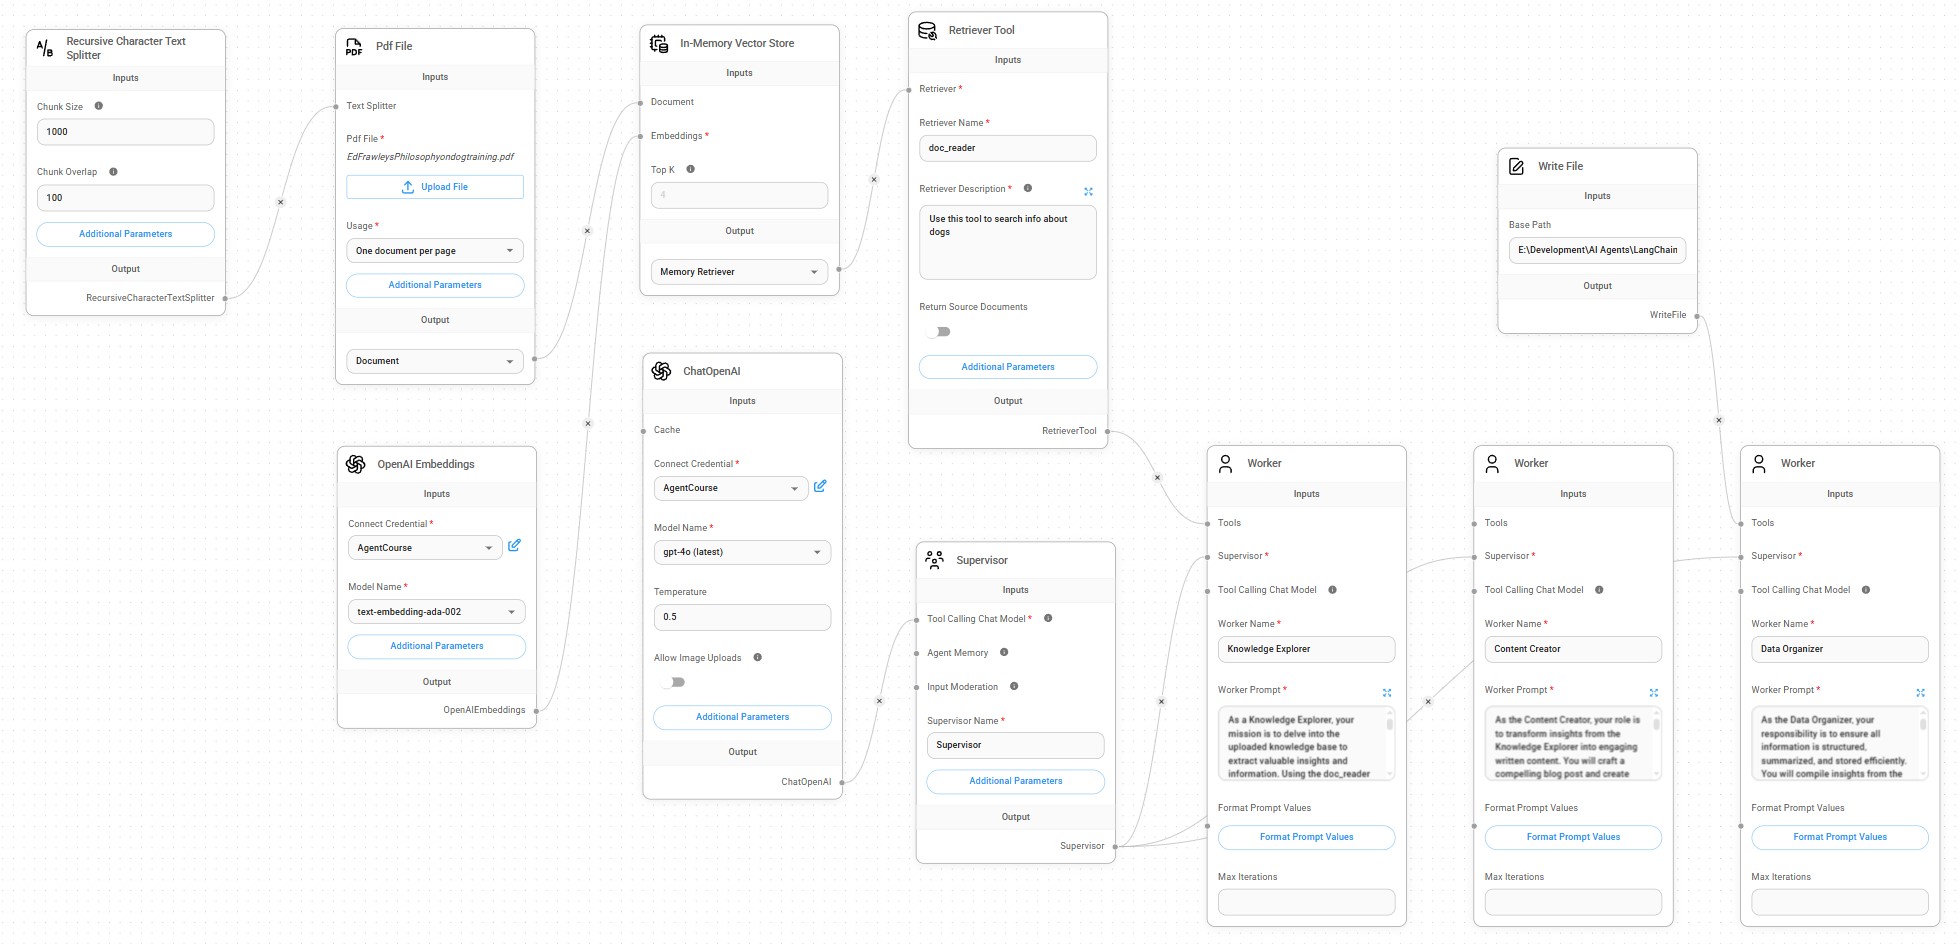 Recursive Character Text
Splitter
Inputs
Chunk Size
1000
Chunk Overlap
100
Additional Parameters
Output
RecursiveCharacterTextSplitter
PDF
Pdf File
Inputs
Text Splitter
Pdf File *
EdFrawleysPhilosophyondogtraining.pdf
Upload File
Usage *
One document per page
Additional Parameters
Output
Document
OpenAI Embeddings
Inputs
Connect Credential *
AgentCourse
Model Name *
text-embedding-ada-002
Additional Parameters
Output
OpenAIEmbeddings
In-Memory Vector Store
Inputs
Document
Embeddings *
Top K
4
Output
Memory Retriever
ChatOpenAI
Inputs
Cache
Connect Credential *
AgentCourse
Model Name *
gpt-4o (latest)
Temperature
0.5
Allow Image Uploads
Additional Parameters
Output
ChatOpenAI
Retriever Tool
Inputs
Retriever *
Retriever Name *
doc_reader
Retriever Description *
Use this tool to search info about
dogs
Return Source Documents
Additional Parameters
Output
RetrieverTool
Supervisor
Inputs
Tool Calling Chat Model *
Agent Memory
Input Moderation
Supervisor Name *
Supervisor
Additional Parameters
Output
Supervisor
Write File
Inputs
Base Path
E:\Development\AI Agents\LangChain
Output
WriteFile
Worker
Inputs
Tools
Supervisor *
Tool Calling Chat Model
Worker Name *
Knowledge Explorer
Worker Prompt *
As a Knowledge Explorer, your
mission is to delve into the
uploaded knowledge base to
extract valuable insights and
information. Using the doc_reader
Format Prompt Values
Format Prompt Values
Max Iterations
Worker
Inputs
Tools
Supervisor *
Tool Calling Chat Model
Worker Name *
Content Creator
Worker Prompt *
As the Content Creator, your role is
to transform insights from the
Knowledge Explorer into engaging
written content. You will craft a
compelling blog post and create
Format Prompt Values
Format Prompt Values
Max Iterations
Worker
Inputs
Tools
Supervisor *
Tool Calling Chat Model
Worker Name *
Data Organizer
Worker Prompt *
As the Data Organizer, your
responsibility is to ensure all
information is structured,
summarized, and stored efficiently.
You will compile insights from the
Format Prompt Values
Format Prompt Values
Max Iterations